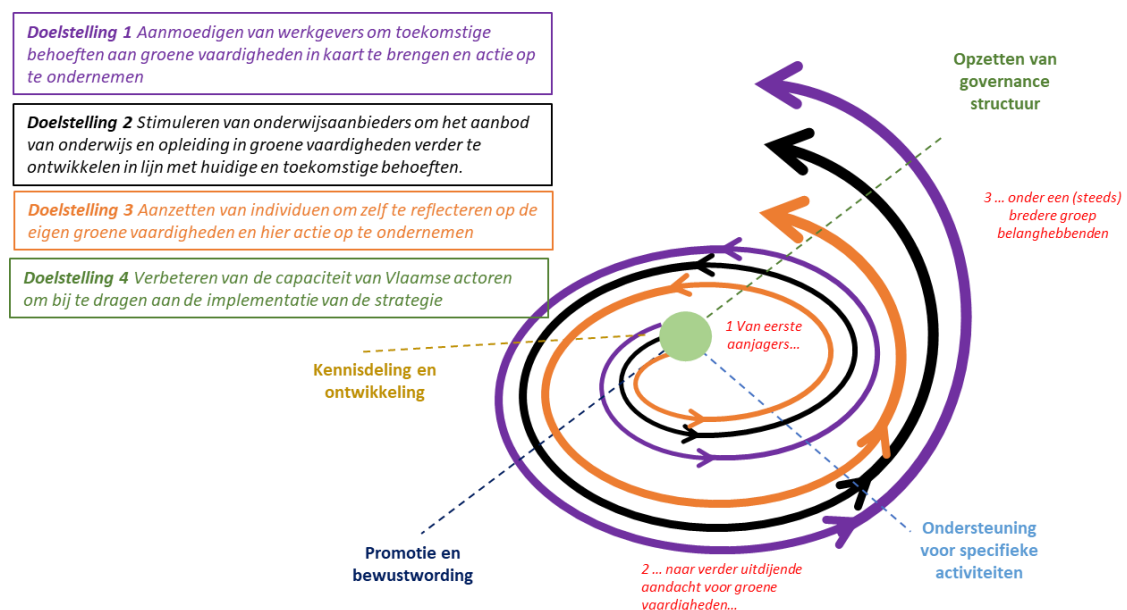 Doelstelling 1 Aanmoedigen van werkgevers om toekomstige
behoeften aan groene vaardigheden in kaart te brengen en actie op
te ondernemen
Doelstelling 2 Stimuleren van onderwijsaanbieders om het aanbod
van onderwijs en opleiding in groene vaardigheden verder te
ontwikkelen in lijn met huidige en toekomstige behoeften.
Doelstelling 3 Aanzetten van individuen om zelf te reflecteren op de
eigen groene vaardigheden en hier actie op te ondernemen
Doelstelling 4 Verbeteren van de capaciteit van Vlaamse actoren
om bij te dragen aan de implementatie van de strategie
Opzetten van
governance
structuur
3 ... onder een (steeds)
bredere groep
belanghebbenden
1 Van eerste
aanjagers...
Kennisdeling en
ontwikkeling
Promotie en
bewustwording
Ondersteuning
voor specifieke
activiteiten
2 ... naar verder uitdijende
aandacht voor groene
vaardigheden...